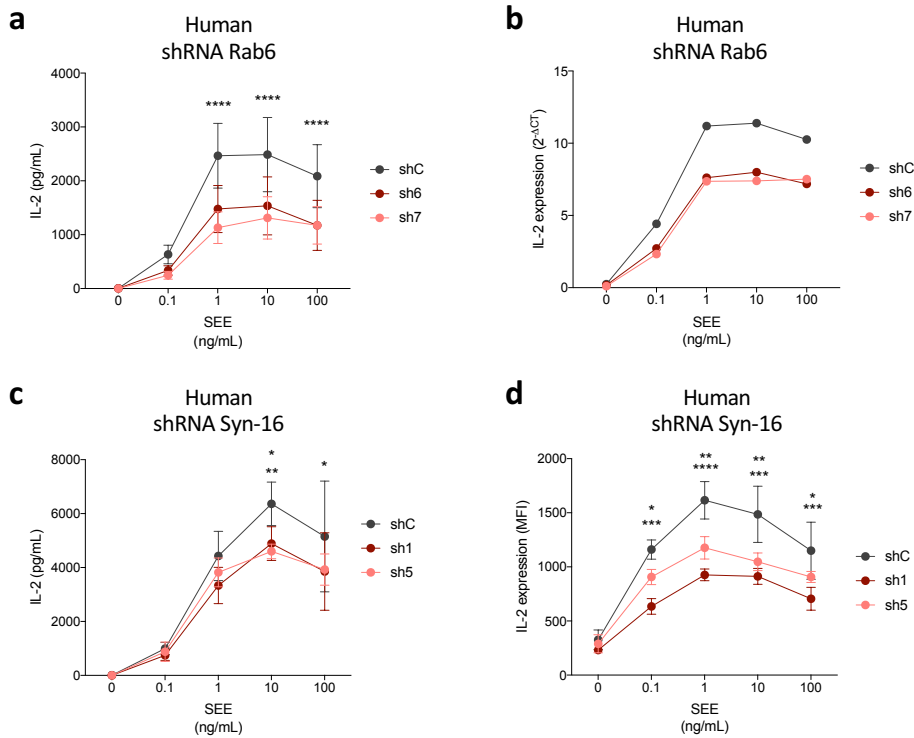 a
Human
shRNA Rab6
4000
3000
2000
1000
0
IL-2 (pg/mL)
****
****
****
0 0.1 1 10 100
SEE
(ng/mL)
shC
sh6
sh7
b
Human
shRNA Rab6
15
10
5
0
IL-2 expression (2-ΔCT)
0 0.1 1 10 100
SEE
(ng/mL)
shC
sh6
sh7
c
Human
shRNA Syn-16
8000
6000
4000
2000
0
IL-2 (pg/mL)
* *
**
0 0.1 1 10 100
SEE
(ng/mL)
shC
sh1
sh5
d
Human
shRNA Syn-16
2000
1500
1000
500
0
IL-2 expression (MFI)
*
***
**
****
**
***
*
***
0 0.1 1 10 100
SEE
(ng/mL)
shC
sh1
sh5